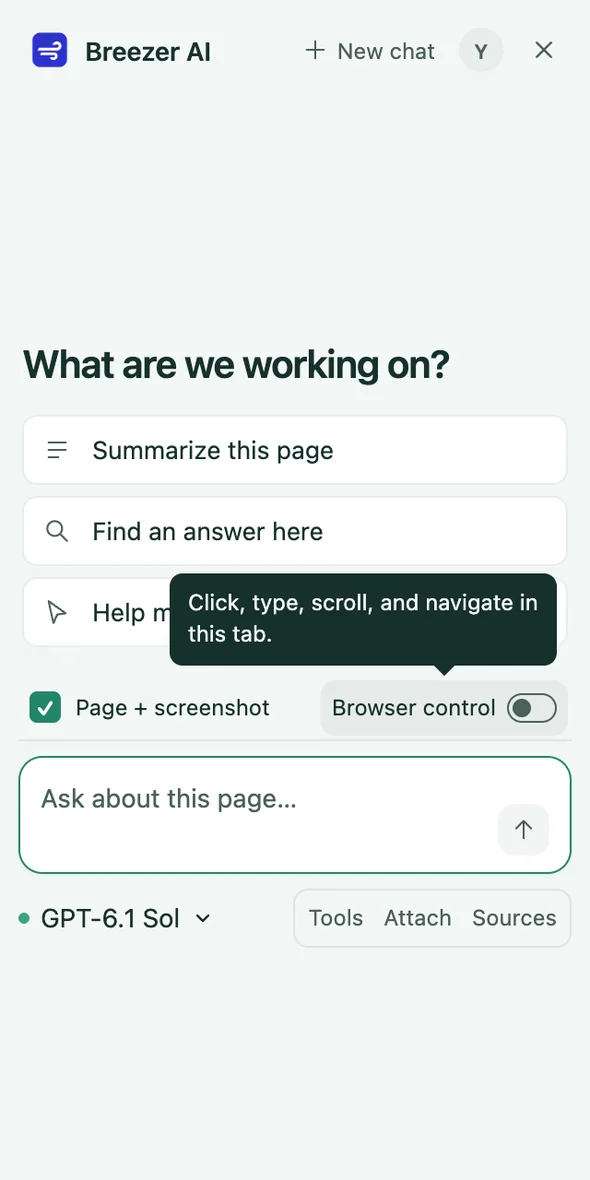 Breezer AI
New chat
Y
What are we working on?
Summarize this page
Find an answer here
Help
Click, type, scroll, and navigate in
this tab.
Page + screenshot
Browser control
Ask about this page...
GPT-6.1 Sol
Tools Attach Sources